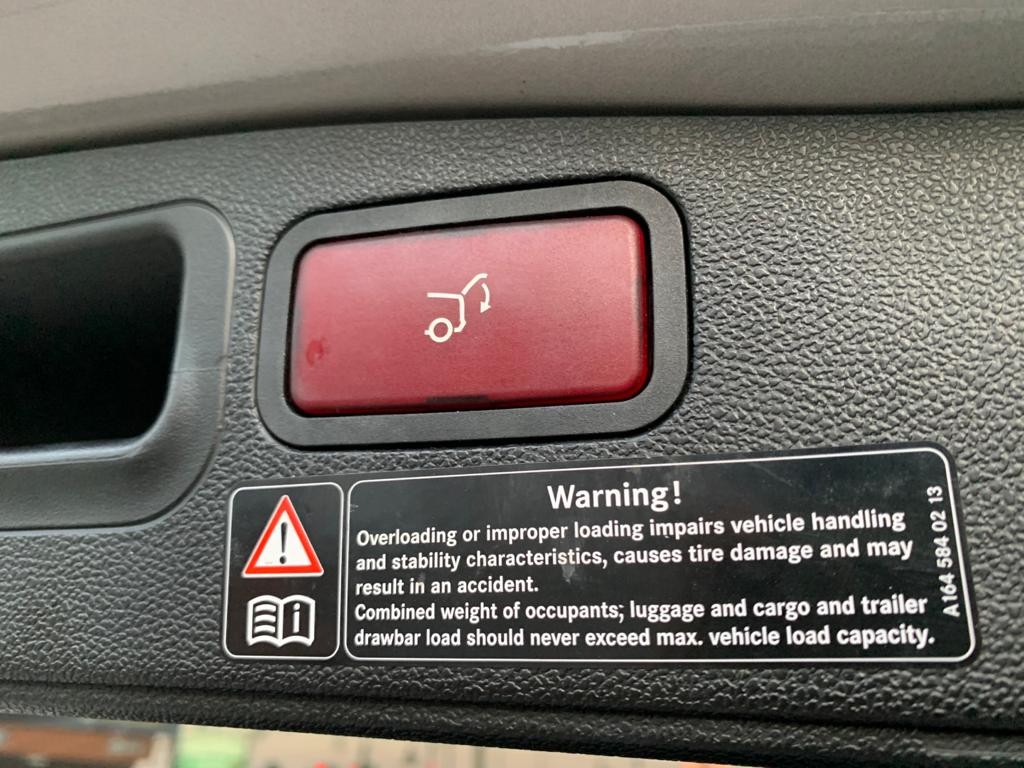 Warning!
Overloading or improper loading impairs vehicle handling
and stability characteristics, causes tire damage and may
result in an accident.
Combined weight of occupants, luggage and cargo and trailer
drawbar load should never exceed max. vehicle load capacity.
A164 584 02 13